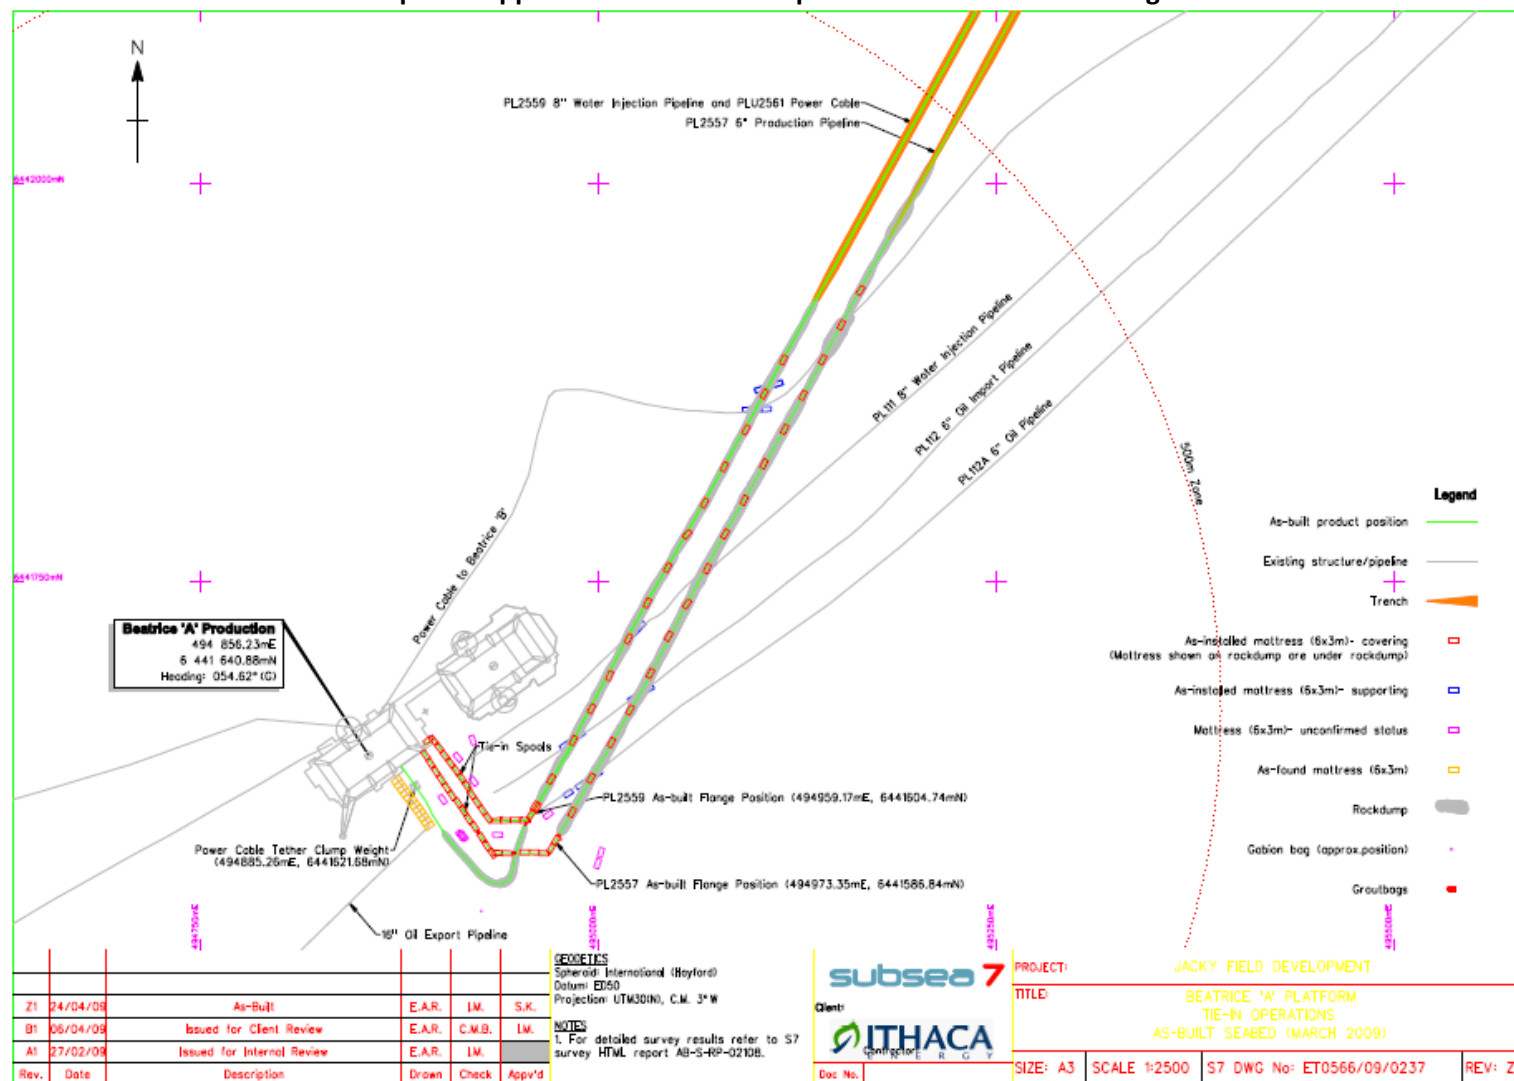 N
PL2559 8" Water Injection Pipeline and PLU2561 Power Cable
PL2557 6" Production Pipeline
6442000mN
PL111 8" Water Injection Pipeline
PL112 6" Oil Import Pipeline
PL112A 6" Oil Pipeline
500m Zone
Power Cable to Beatrice 'B'
6441750mN
Beatrice 'A' Production
494 856.23mE
6 441 640.88mN
Heading: 054.62° (G)
Tie-in Spools
PL2559 As-built Flange Position (494959.17mE, 6441604.74mN)
Power Cable Tether Clump Weight
(494885.26mE, 6441621.68mN)
PL2557 As-built Flange Position (494973.35mE, 6441586.84mN)
16" Oil Export Pipeline
494750mE
495000mE
495250mE
495500mE
Legend
As-built product position
Existing structure/pipeline
Trench
As-installed mattress (6x3m)- covering
(Mattress shown on rockdump are under rockdump)
As-installed mattress (6x3m)- supporting
Mattress (6x3m)- unconfirmed status
As-found mattress (6x3m)
Rockdump
Gabion bag (approx.position)
Groutbags
Z1 24/04/09 As-Built E.A.R. I.M. S.K.
B1 06/04/09 Issued for Client Review E.A.R. C.M.B. I.M.
A1 27/02/09 Issued for Internal Review E.A.R. I.M.
Rev. Date Description Drawn Check Appv'd
GEODETICS
Spheroid: International (Hayford)
Datum: ED50
Projection: UTM30(N), C.M. 3° W
NOTES
1. For detailed survey results refer to S7
survey HTML report AB-S-RP-02108.
subsea 7
Client:
ITHACA
ENERGY
Contractor
Doc No.
PROJECT:
JACKY FIELD DEVELOPMENT
TITLE:
BEATRICE 'A' PLATFORM
TIE-IN OPERATIONS
AS-BUILT SEABED (MARCH 2009)
SIZE: A3 SCALE 1:2500 S7 DWG No: ET0566/09/0237 REV: Z